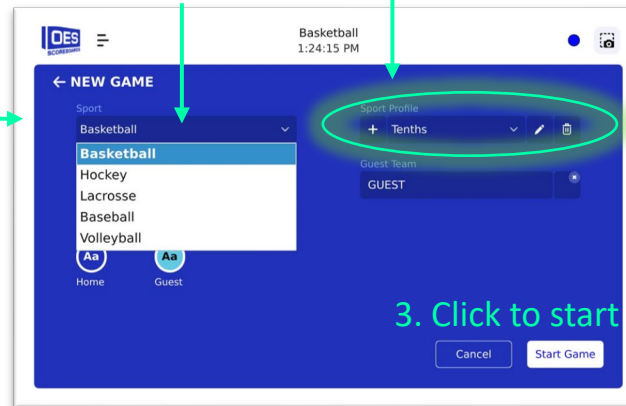 OES
SCOREBOARDS
Basketball
1:24:15 PM
← NEW GAME
Sport
Sport Profile
Basketball
+ Tenths
Basketball
Hockey
Lacrosse
Baseball
Volleyball
Guest Team
GUEST
Aa
Aa
Home
Guest
3. Click to start
Cancel
Start Game